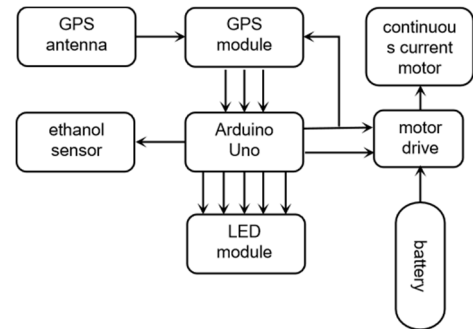 GPS
antenna
GPS
module
continuou
s current
motor
ethanol
sensor
Arduino
Uno
motor
drive
LED
module
battery